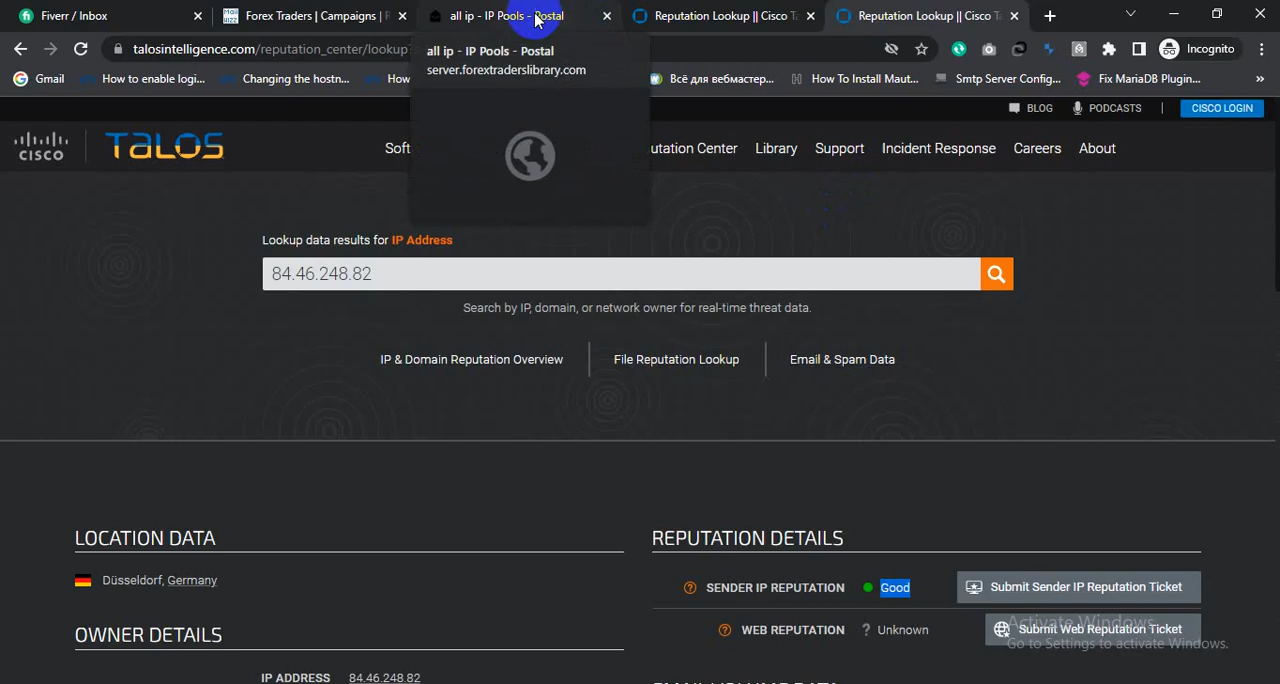 Fiverr / Inbox
Forex Traders | Campaigns | R
all ip - IP Pools - Postal
Reputation Lookup || Cisco Ta
Reputation Lookup || Cisco T
talosintelligence.com/reputation_center/lookup?
Incognito
all ip - IP Pools - Postal
server.forextraderslibrary.com
Gmail
How to enable logi...
Changing the hostn...
How
Всё для вебмастер...
How To Install Maut...
Smtp Server Config...
Fix MariaDB Plugin...
BLOG
PODCASTS
CISCO LOGIN
CISCO
TALOS
Soft
utation Center
Library
Support
Incident Response
Careers
About
Lookup data results for IP Address
84.46.248.82
Search by IP, domain, or network owner for real-time threat data.
IP & Domain Reputation Overview
File Reputation Lookup
Email & Spam Data
LOCATION DATA
Düsseldorf, Germany
OWNER DETAILS
IP ADDRESS 84.46.248.82
REPUTATION DETAILS
SENDER IP REPUTATION Good
Submit Sender IP Reputation Ticket
WEB REPUTATION ? Unknown
Submit Web Reputation Ticket
Activate Windows
Go to Settings to activate Windows.